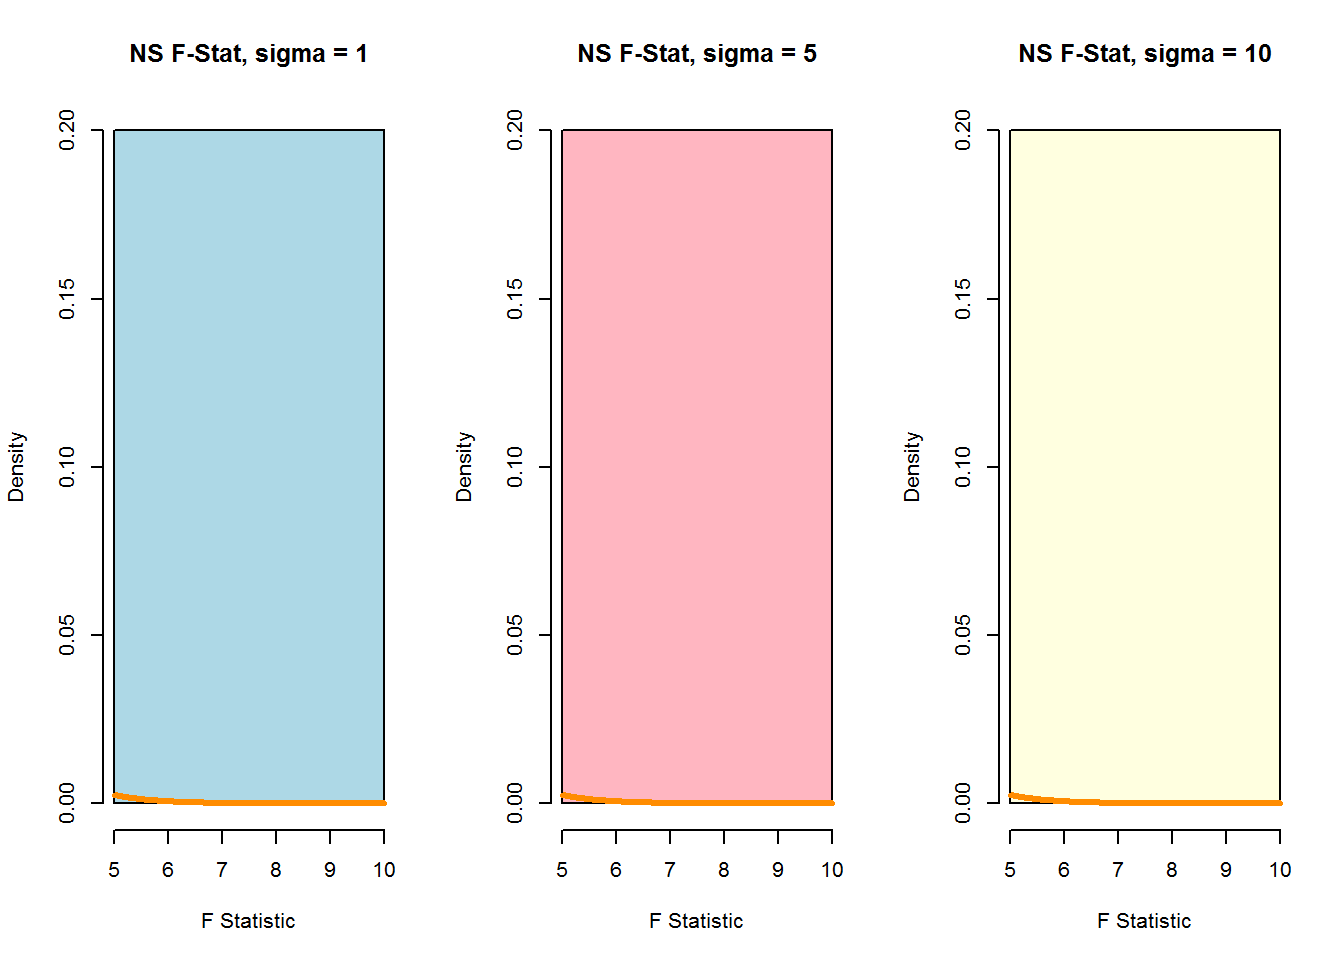 NS F-Stat, sigma = 1
Density
0.20
0.15
0.10
0.05
0.00
5 6 7 8 9 10
F Statistic
NS F-Stat, sigma = 5
Density
0.20
0.15
0.10
0.05
0.00
5 6 7 8 9 10
F Statistic
NS F-Stat, sigma = 10
Density
0.20
0.15
0.10
0.05
0.00
5 6 7 8 9 10
F Statistic